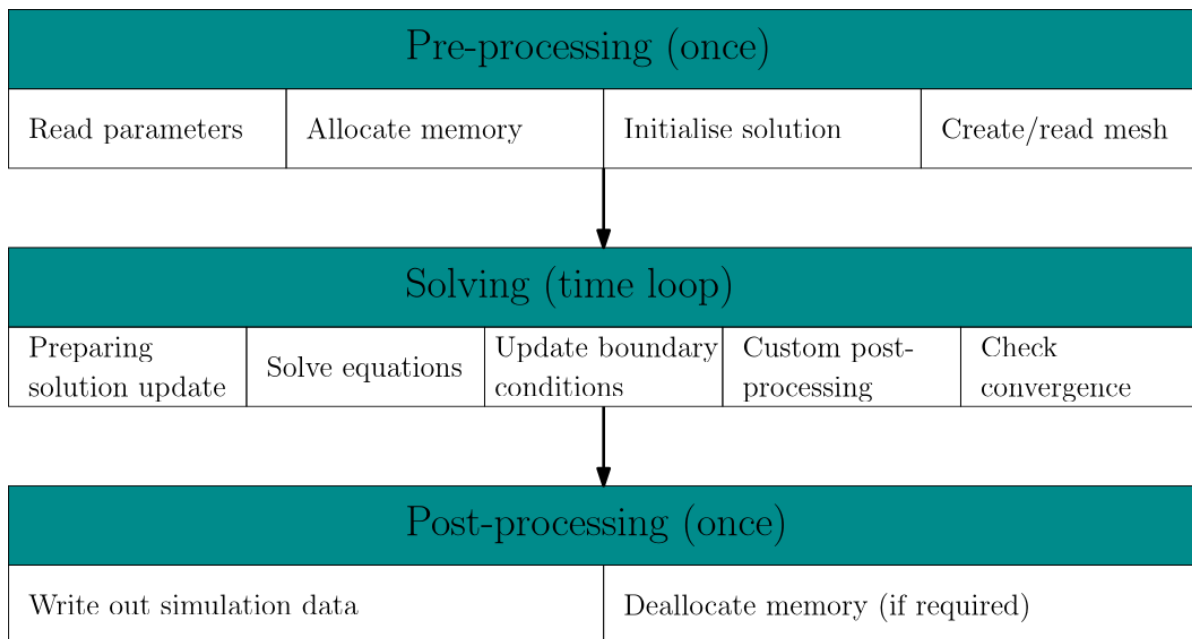 Pre-processing (once)
Read parameters
Allocate memory
Initialise solution
Create/read mesh
Solving (time loop)
Preparing
solution update
Solve equations
Update boundary
conditions
Custom post-
processing
Check
convergence
Post-processing (once)
Write out simulation data
Deallocate memory (if required)